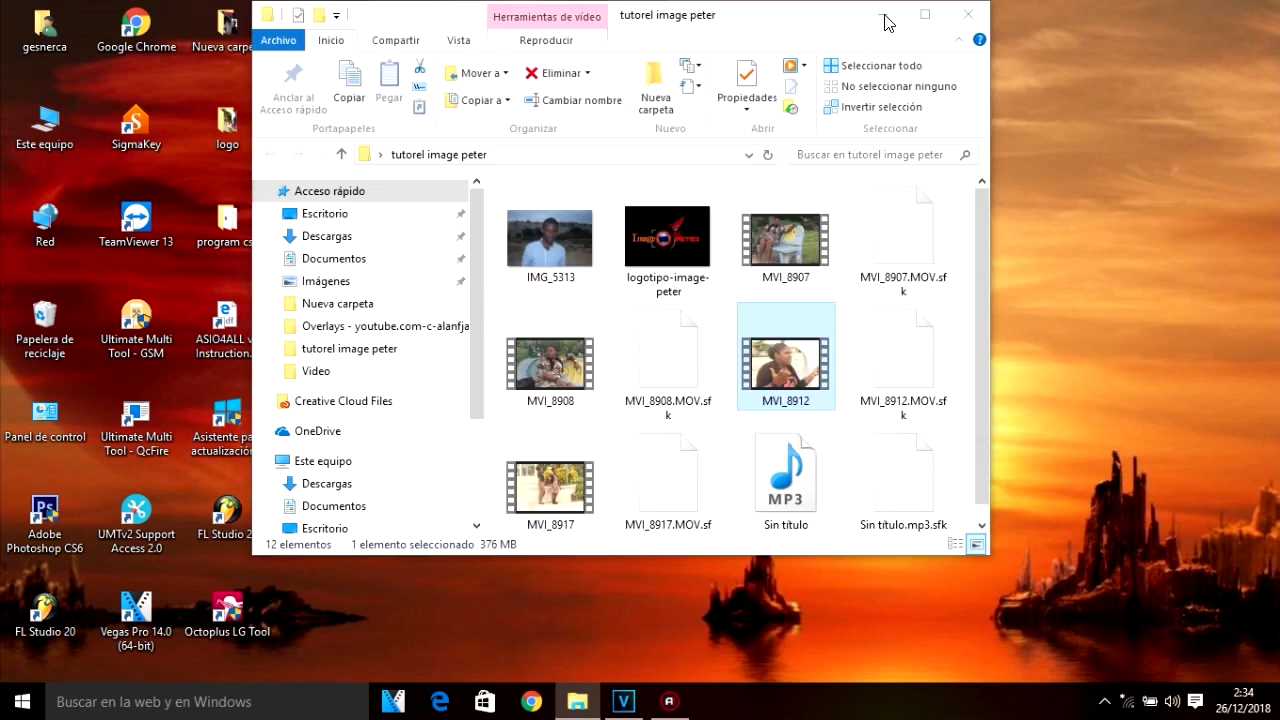 gesnerca
Google Chrome
Nueva carpe
Este equipo
SigmaKey
logo
Red
TeamViewer 13
program cs
Papelera de
reciclaje
Ultimate Multi
Tool - GSM
ASIO4ALL v
Instruction.
Panel de control
Ultimate Multi
Tool - QcFire
Asistente pa
actualización
Adobe
Photoshop CS6
UMTv2 Support
Access 2.0
FL Studio 2
FL Studio 20
Vegas Pro 14.0
(64-bit)
Octoplus LG Tool
Herramientas de vídeo
tutorel image peter
Archivo
Inicio
Compartir
Vista
Reproducir
Anclar al
Acceso rápido
Copiar
Pegar
Mover a
Copiar a
Eliminar
Cambiar nombre
Nueva
carpeta
Propiedades
Seleccionar todo
No seleccionar ninguno
Invertir selección
Portapapeles
Organizar
Nuevo
Abrir
Seleccionar
tutorel image peter
Buscar en tutorel image peter
Acceso rápido
Escritorio
Descargas
Documentos
Imágenes
Nueva carpeta
Overlays - youtube.com-c-alanfja
tutorel image peter
Video
Creative Cloud Files
OneDrive
Este equipo
Descargas
Documentos
Escritorio
IMG_5313
Image PETER
logotipo-image-
peter
MVI_8907
MVI_8907.MOV.sf
k
MVI_8908
MVI_8908.MOV.sf
k
MVI_8912
MVI_8912.MOV.sf
k
MVI_8917
MVI_8917.MOV.sf
MP3
Sin título
Sin título.mp3.sfk
12 elementos
1 elemento seleccionado 376 MB
Buscar en la web y en Windows
2:34
26/12/2018